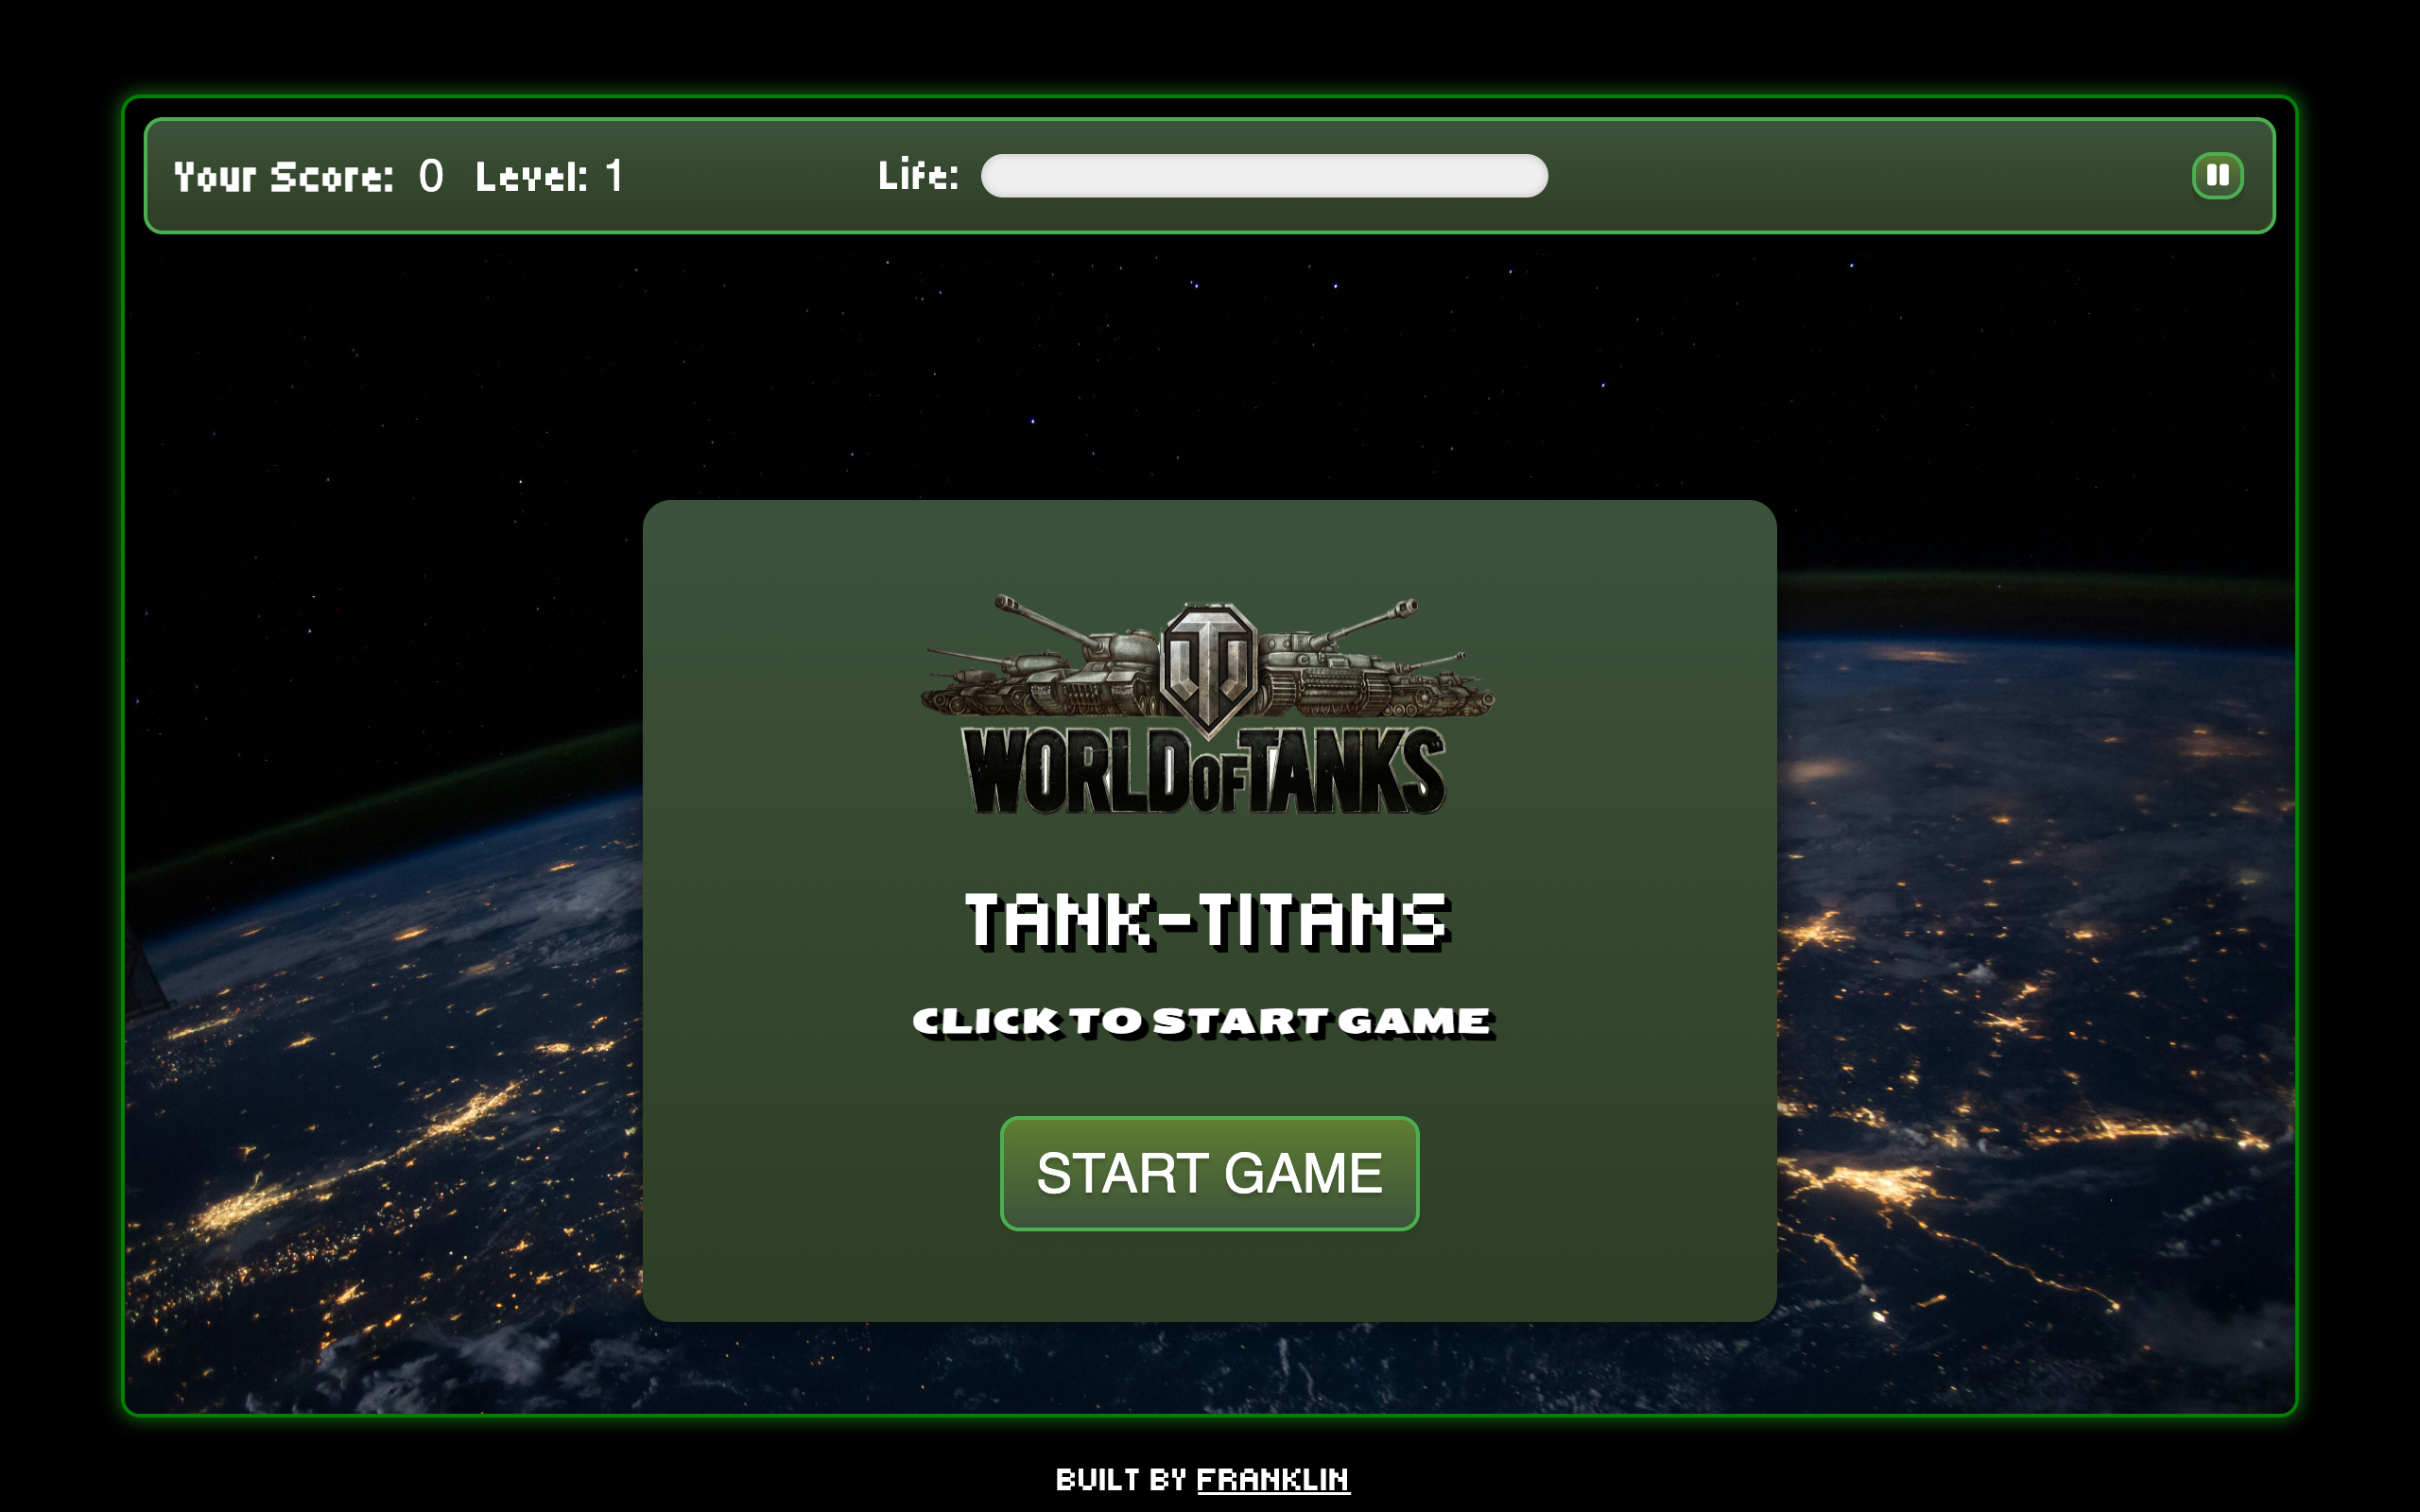 Your Score: 0 Level: 1 Life:
WORLD OF TANKS
TANK-TITANS
CLICK TO START GAME
START GAME
BUILT BY FRANKLIN